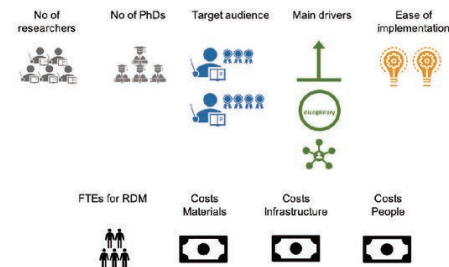 No of researchers
No of PhDs
Target audience
Main drivers
Ease of implementation
disciplinary
FTEs for RDM
Costs Materials
Costs Infrastructure
Costs People